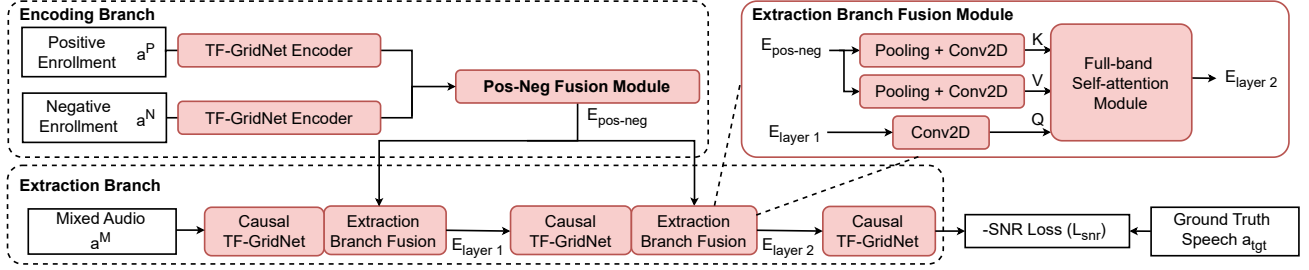 Encoding Branch
Positive
Enrollment a^P
TF-GridNet Encoder
Negative
Enrollment a^N
TF-GridNet Encoder
Pos-Neg Fusion Module
E_pos-neg
Extraction Branch Fusion Module
E_pos-neg
Pooling + Conv2D
K
Pooling + Conv2D
V
E_layer 1
Conv2D
Q
Full-band
Self-attention
Module
E_layer 2
Extraction Branch
Mixed Audio
a^M
Causal
TF-GridNet
Extraction
Branch Fusion
E_layer 1
Causal
TF-GridNet
Extraction
Branch Fusion
E_layer 2
Causal
TF-GridNet
-SNR Loss (L_snr)
Ground Truth
Speech a_tgt